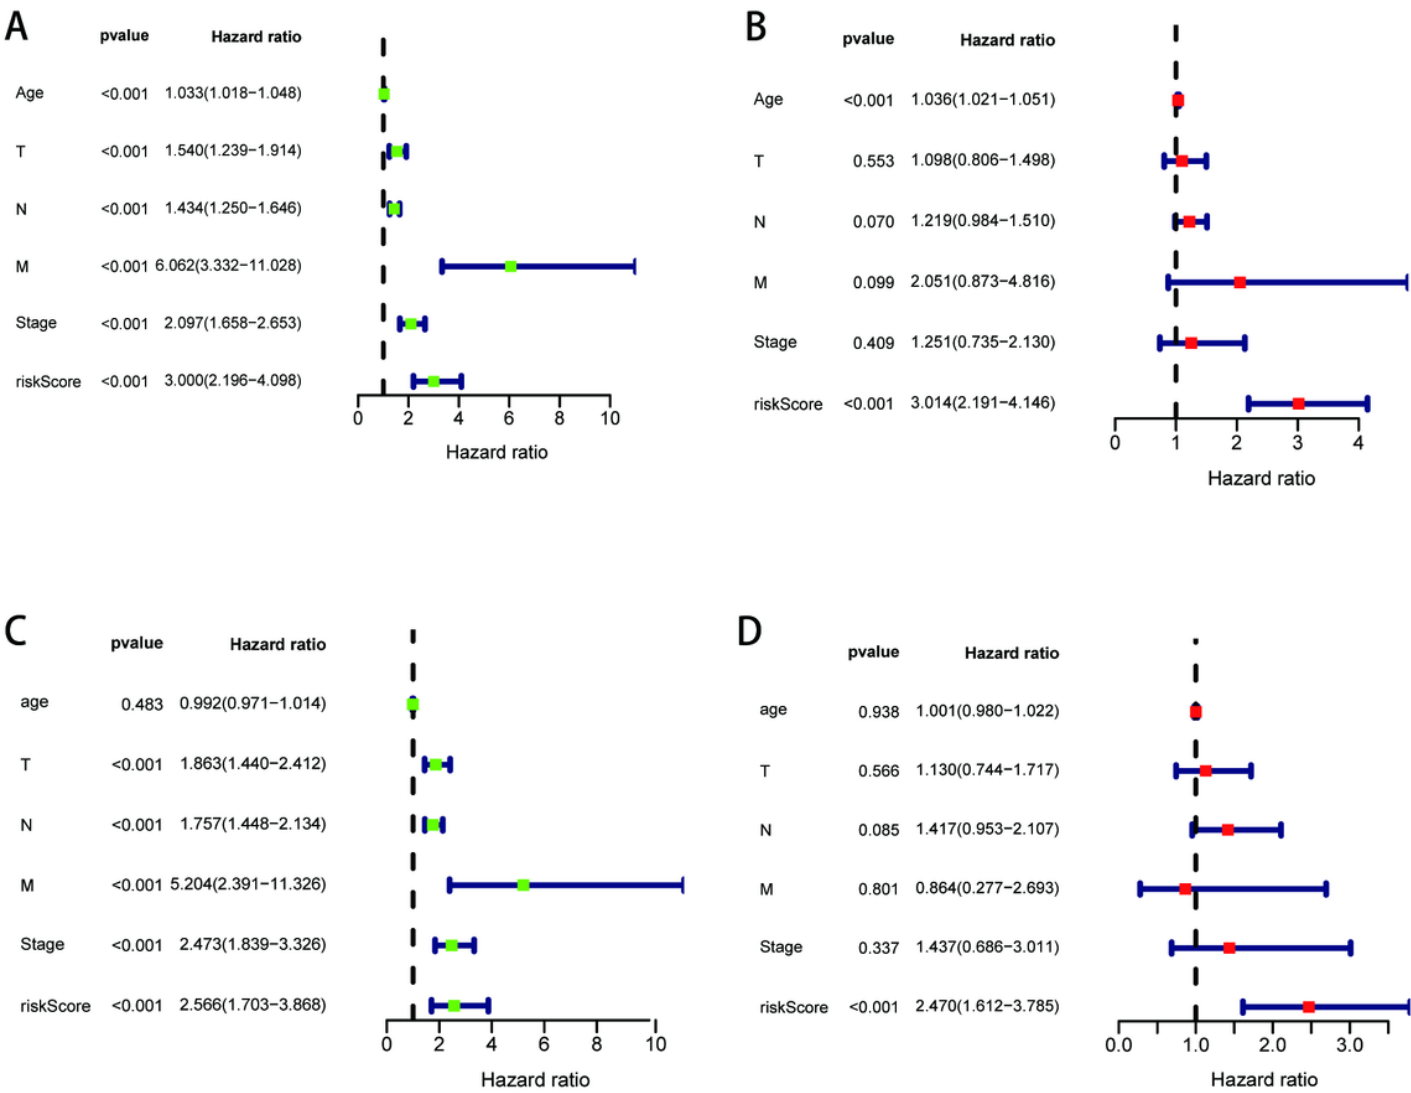 A
pvalue Hazard ratio
Age <0.001 1.033(1.018−1.048)
T <0.001 1.540(1.239−1.914)
N <0.001 1.434(1.250−1.646)
M <0.001 6.062(3.332−11.028)
Stage <0.001 2.097(1.658−2.653)
riskScore <0.001 3.000(2.196−4.098)
0 2 4 6 8 10
Hazard ratio
B
pvalue Hazard ratio
Age <0.001 1.036(1.021−1.051)
T 0.553 1.098(0.806−1.498)
N 0.070 1.219(0.984−1.510)
M 0.099 2.051(0.873−4.816)
Stage 0.409 1.251(0.735−2.130)
riskScore <0.001 3.014(2.191−4.146)
0 1 2 3 4
Hazard ratio
C
pvalue Hazard ratio
age 0.483 0.992(0.971−1.014)
T <0.001 1.863(1.440−2.412)
N <0.001 1.757(1.448−2.134)
M <0.001 5.204(2.391−11.326)
Stage <0.001 2.473(1.839−3.326)
riskScore <0.001 2.566(1.703−3.868)
0 2 4 6 8 10
Hazard ratio
D
pvalue Hazard ratio
age 0.938 1.001(0.980−1.022)
T 0.566 1.130(0.744−1.717)
N 0.085 1.417(0.953−2.107)
M 0.801 0.864(0.277−2.693)
Stage 0.337 1.437(0.686−3.011)
riskScore <0.001 2.470(1.612−3.785)
0.0 1.0 2.0 3.0
Hazard ratio